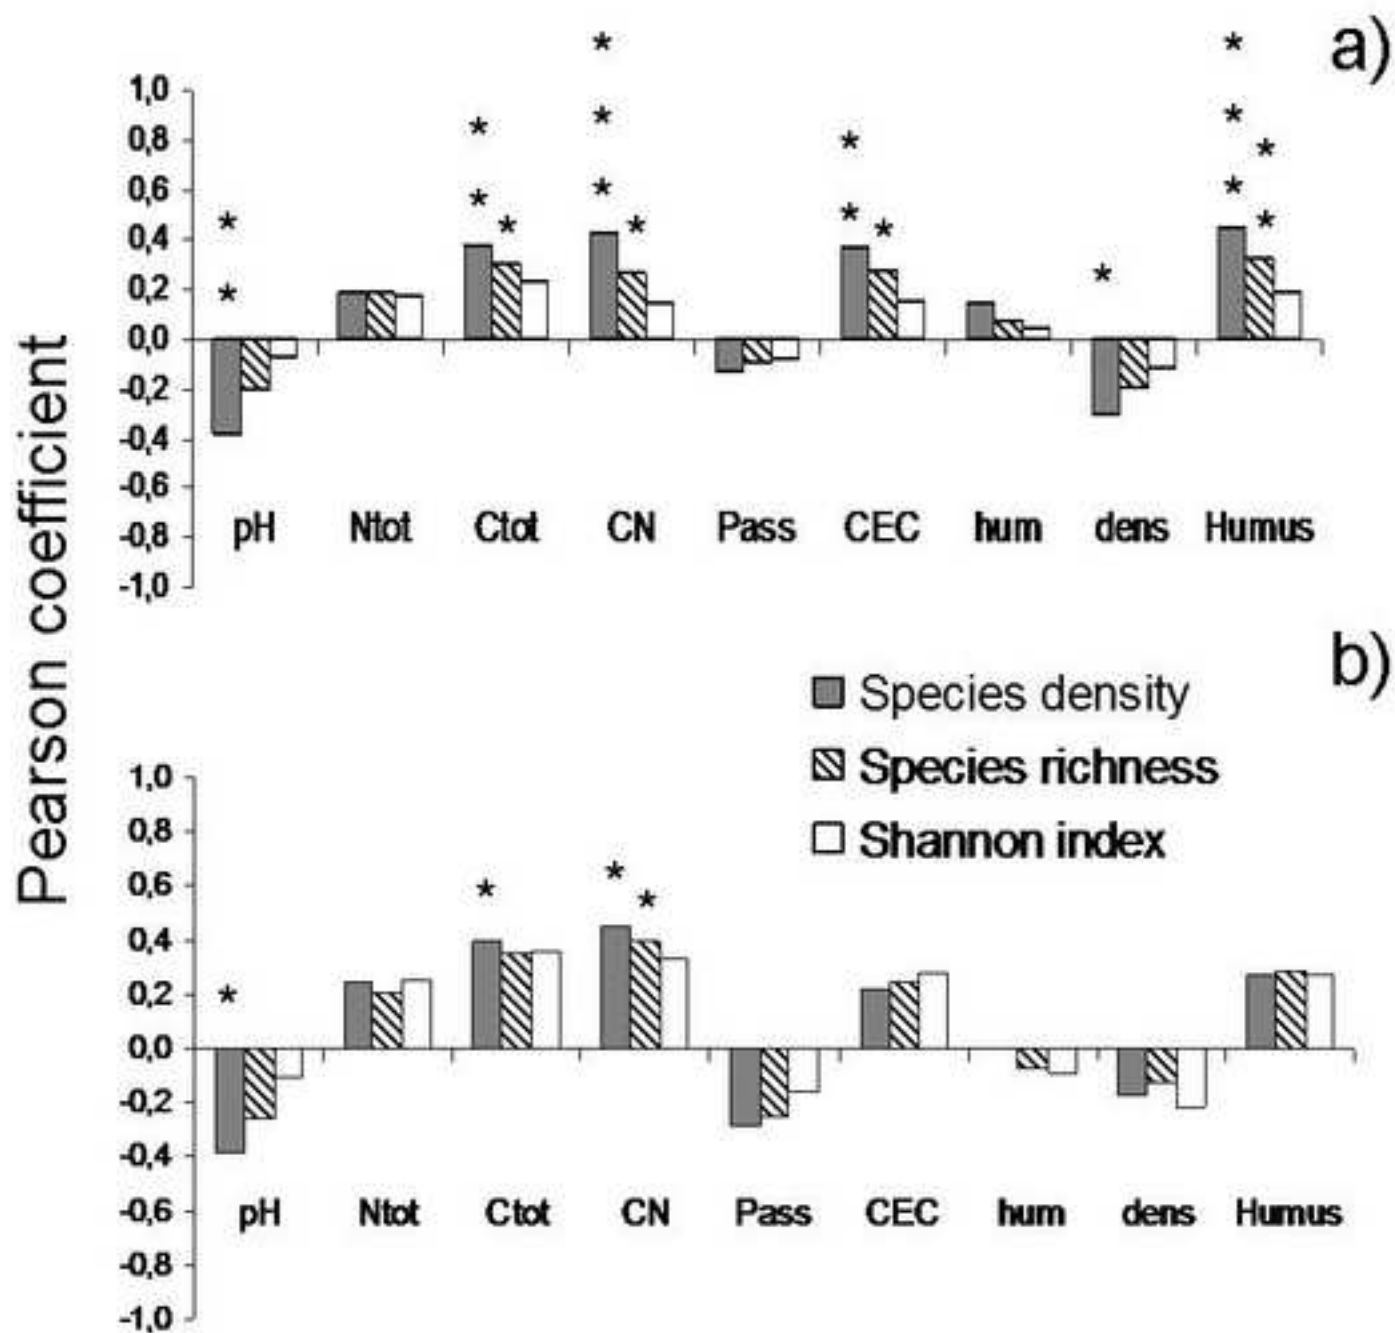 a)
*
*
1,0
0,8
0,6
0,4
0,2
0,0
-0,2
-0,4
-0,6
-0,8
-1,0
* * * * * * * * * * * * * * * * * *
pH Ntot Ctot CN Pass CEC hum dens Humus
Pearson coefficient
b)
Species density
Species richness
Shannon index
1,0
0,8
0,6
0,4
0,2
0,0
-0,2
-0,4
-0,6
-0,8
-1,0
* * * *
pH Ntot Ctot CN Pass CEC hum dens Humus